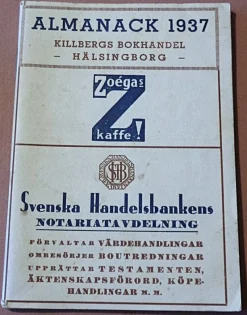 ALMANACK 1937
KILLBERGS BOKHANDEL
- HÄLSINGBORG -
Zoégas
Z
kaffe!
SHB
Svenska Handelsbankens
NOTARIATAVDELNING
FÖRVALTAR VÄRDEHANDLINGAR
OMBESÖRJER BOUTREDNINGAR
UPPRÄTTAR TESTAMENTEN,
ÄKTENSKAPSFÖRORD, KÖPE-
HANDLINGAR M. M.